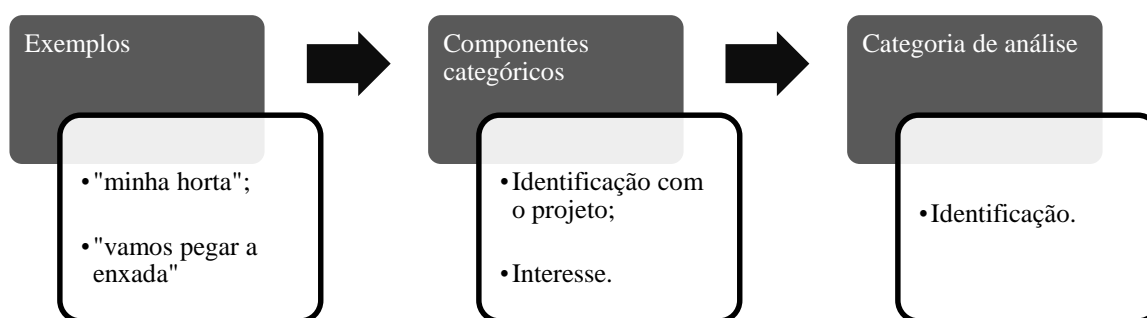 Exemplos
•"minha horta";
•"vamos pegar a
enxada"
Componentes
categóricos
•Identificação com
o projeto;
•Interesse.
Categoria de análise
•Identificação.